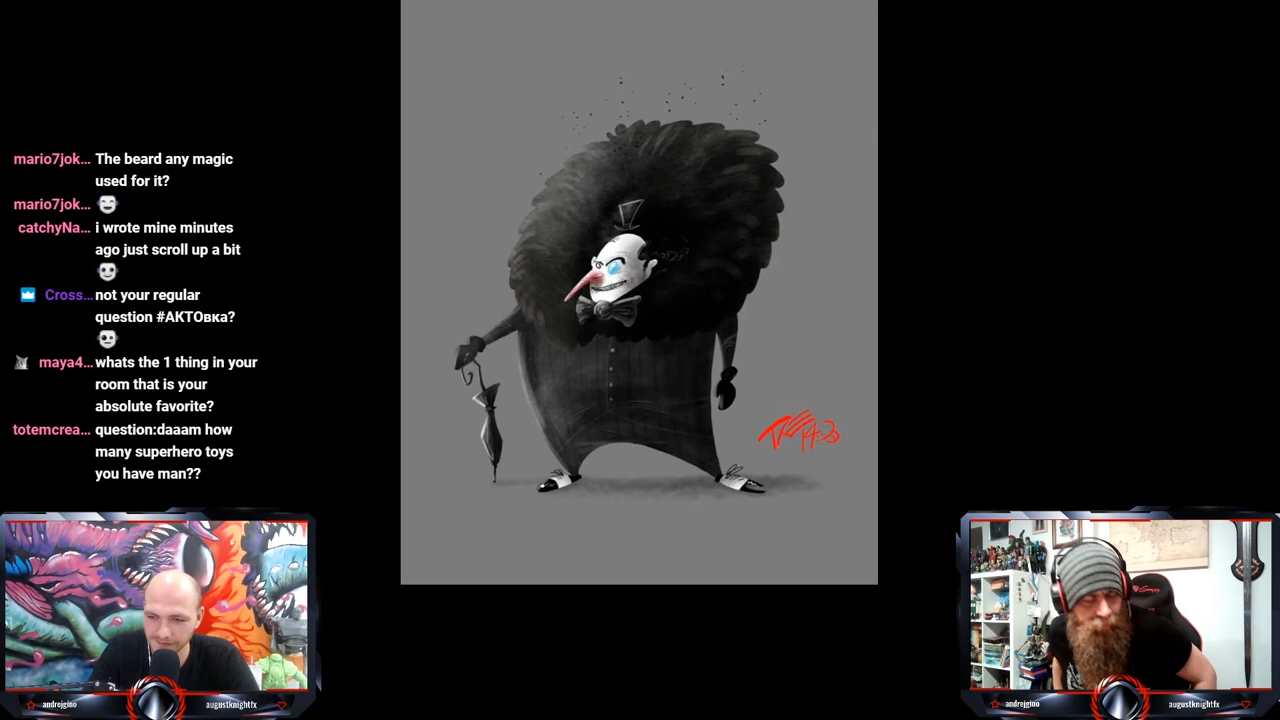 mario7jok... The beard any magic
used for it?
mario7jok...
catchyNa... i wrote mine minutes
ago just scroll up a bit
Cross... not your regular
question #АКТОвка?
maya4... whats the 1 thing in your
room that is your
absolute favorite?
totemcrea... question:daaam how
many superhero toys
you have man??
andrejgino augustknightfx
andrejgino augustknightfx